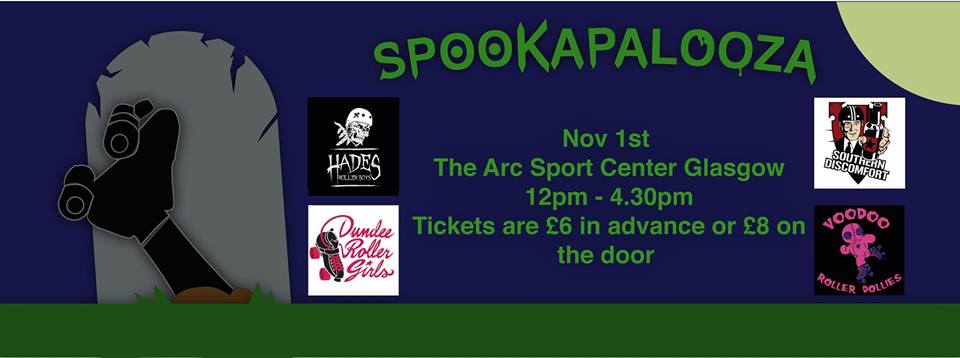 SPOOKAPALOOZA
Nov 1st
The Arc Sport Center Glasgow
12pm - 4.30pm
Tickets are £6 in advance or £8 on
the door
HADES
ROLLER BOYS
Dundee
Roller
Girls
SOUTHERN
DISCOMFORT
VOODOO
ROLLER DOLLIES